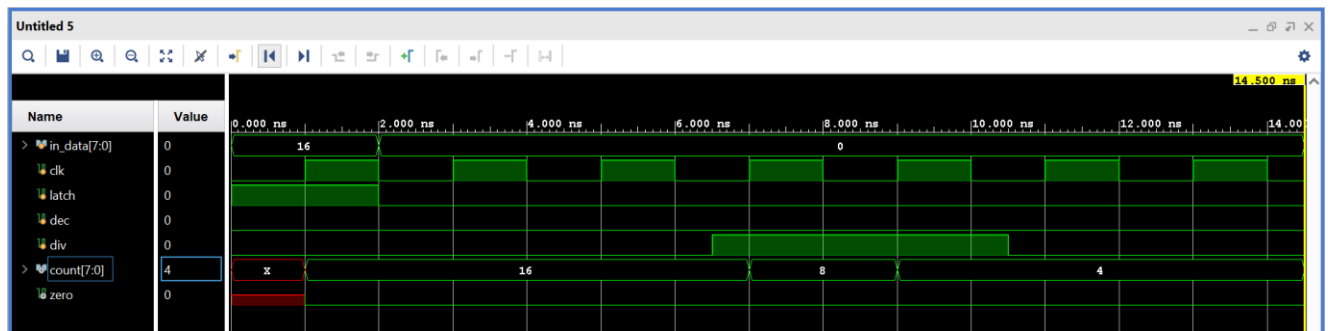 Untitled 5
14.500 ns
Name Value 0.000 ns 2.000 ns 4.000 ns 6.000 ns 8.000 ns 10.000 ns 12.000 ns 14.00
in_data[7:0] 0 16 0
clk 0
latch 0
dec 0
div 0
count[7:0] 4 X 16 8 4
zero 0